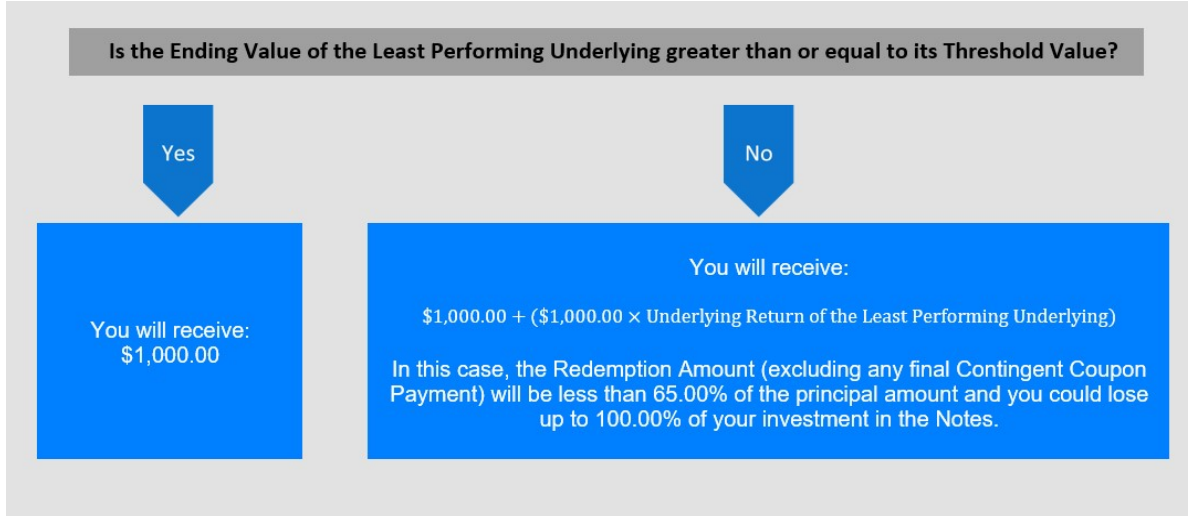 Is the Ending Value of the Least Performing Underlying greater than or equal to its Threshold Value?
Yes
No
You will receive:
$1,000.00
You will receive:
$1,000.00 + ($1,000.00 × Underlying Return of the Least Performing Underlying)
In this case, the Redemption Amount (excluding any final Contingent Coupon
Payment) will be less than 65.00% of the principal amount and you could lose
up to 100.00% of your investment in the Notes.